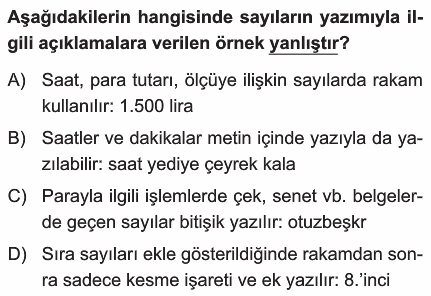 Aşağıdakilerin hangisinde sayıların yazımıyla il-
gili açıklamalara verilen örnek yanlıştır?
A) Saat, para tutarı, ölçüye ilişkin sayılarda rakam
kullanılır: 1.500 lira
B) Saatler ve dakikalar metin içinde yazıyla da ya-
zılabilir: saat yediye çeyrek kala
C) Parayla ilgili işlemlerde çek, senet vb. belgeler-
de geçen sayılar bitişik yazılır: otuzbeşkr
D) Sıra sayıları ekle gösterildiğinde rakamdan son-
ra sadece kesme işareti ve ek yazılır: 8.’inci